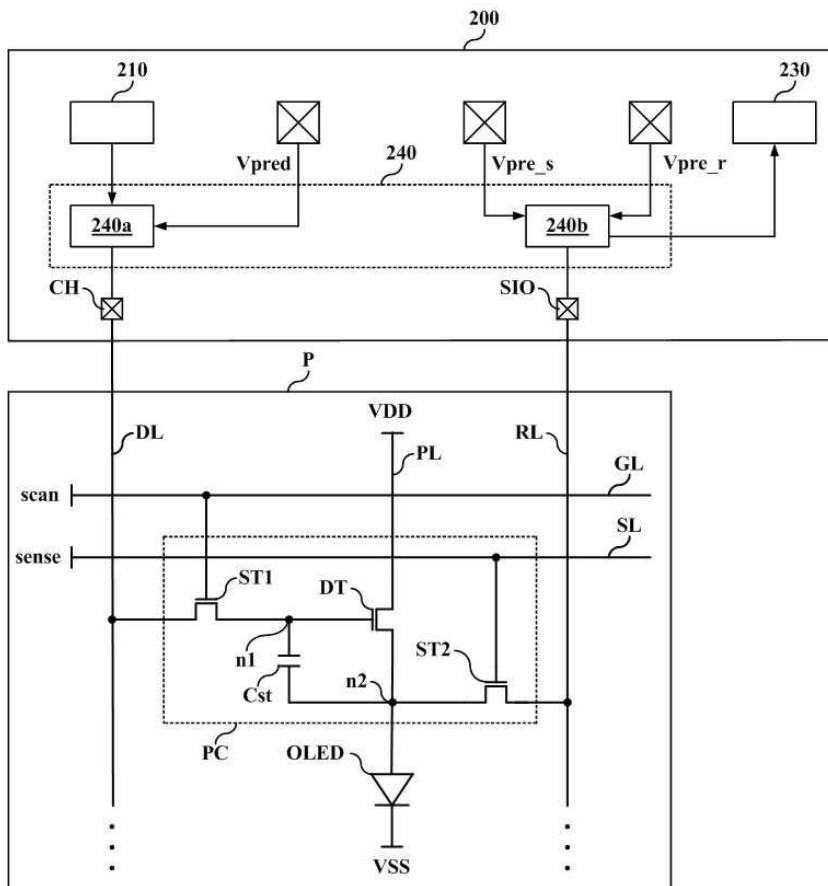 200
210
230
Vpred
240
Vpre_s
Vpre_r
240a
240b
CH
SIO
P
VDD
DL
PL
RL
GL
scan
SL
sense
ST1
DT
ST2
n1
n2
Cst
PC
OLED
VSS